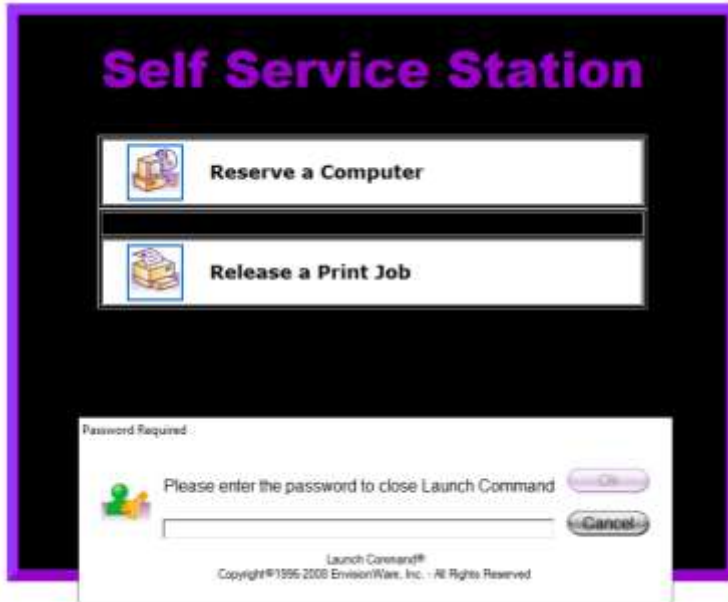 Self Service Station
Reserve a Computer
Release a Print Job
Password Required
Please enter the password to close Launch Command
Ok
Cancel
Launch Command®
Copyright©1996-2008 EnvisionWare, Inc. - All Rights Reserved